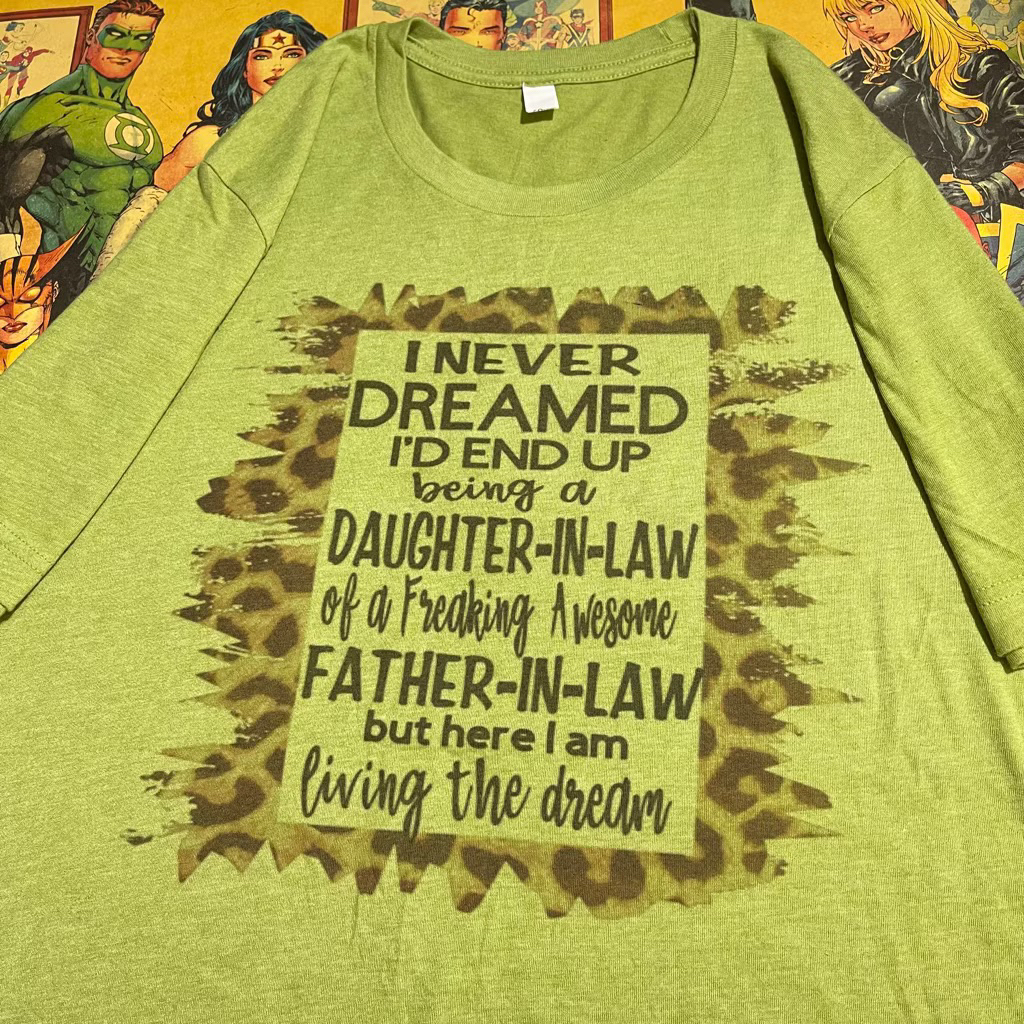 I NEVER
DREAMED
I'D END UP
being a
DAUGHTER-IN-LAW
of a Freaking Awesome
FATHER-IN-LAW
but here I am
living the dream